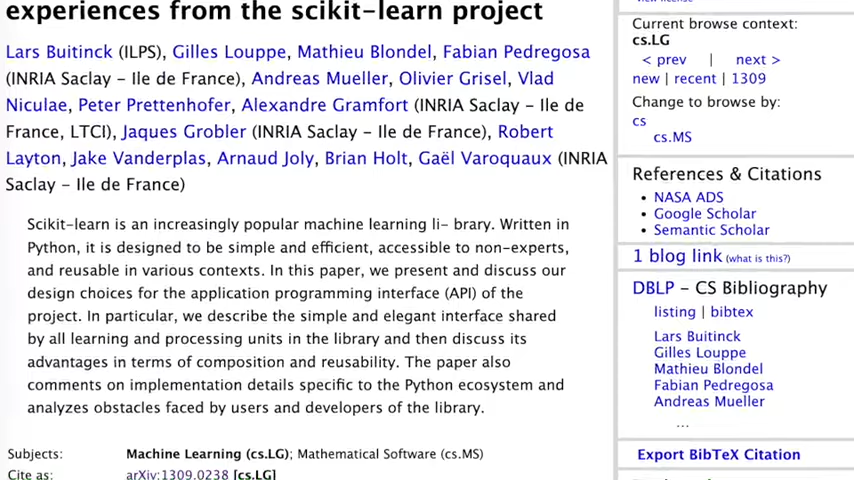 experiences from the scikit-learn project
Lars Buitinck (ILPS), Gilles Louppe, Mathieu Blondel, Fabian Pedregosa
(INRIA Saclay - Ile de France), Andreas Mueller, Olivier Grisel, Vlad
Niculae, Peter Prettenhofer, Alexandre Gramfort (INRIA Saclay - Ile de
France, LTCI), Jaques Grobler (INRIA Saclay - Ile de France), Robert
Layton, Jake Vanderplas, Arnaud Joly, Brian Holt, Gaël Varoquaux (INRIA
Saclay - Ile de France)
Scikit-learn is an increasingly popular machine learning li- brary. Written in
Python, it is designed to be simple and efficient, accessible to non-experts,
and reusable in various contexts. In this paper, we present and discuss our
design choices for the application programming interface (API) of the
project. In particular, we describe the simple and elegant interface shared
by all learning and processing units in the library and then discuss its
advantages in terms of composition and reusability. The paper also
comments on implementation details specific to the Python ecosystem and
analyzes obstacles faced by users and developers of the library.
Subjects: Machine Learning (cs.LG); Mathematical Software (cs.MS)
Cite as: arXiv:1309.0238 [cs.LG]
view license
Current browse context:
cs.LG
< prev | next >
new | recent | 1309
Change to browse by:
cs
cs.MS
References & Citations
• NASA ADS
• Google Scholar
• Semantic Scholar
1 blog link (what is this?)
DBLP - CS Bibliography
listing | bibtex
Lars Buitinck
Gilles Louppe
Mathieu Blondel
Fabian Pedregosa
Andreas Mueller
...
Export BibTeX Citation